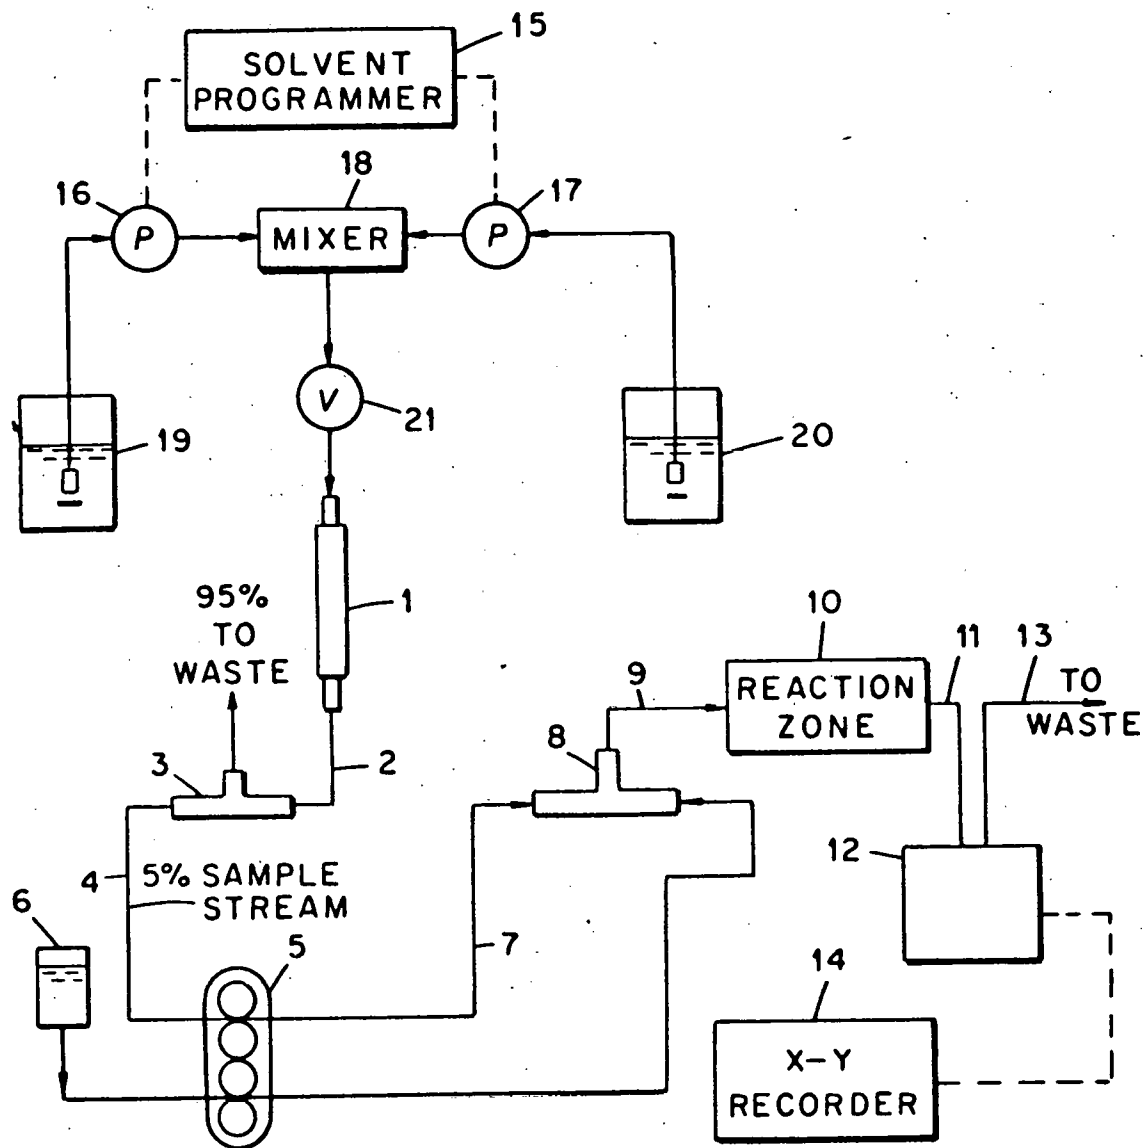 15
SOLVENT
PROGRAMMER
16
18
17
P
MIXER
P
V
21
19
20
95%
TO
WASTE
1
10
11
13
9
REACTION
ZONE
TO
WASTE
8
3
2
12
4
5% SAMPLE
STREAM
6
5
7
14
X-Y
RECORDER